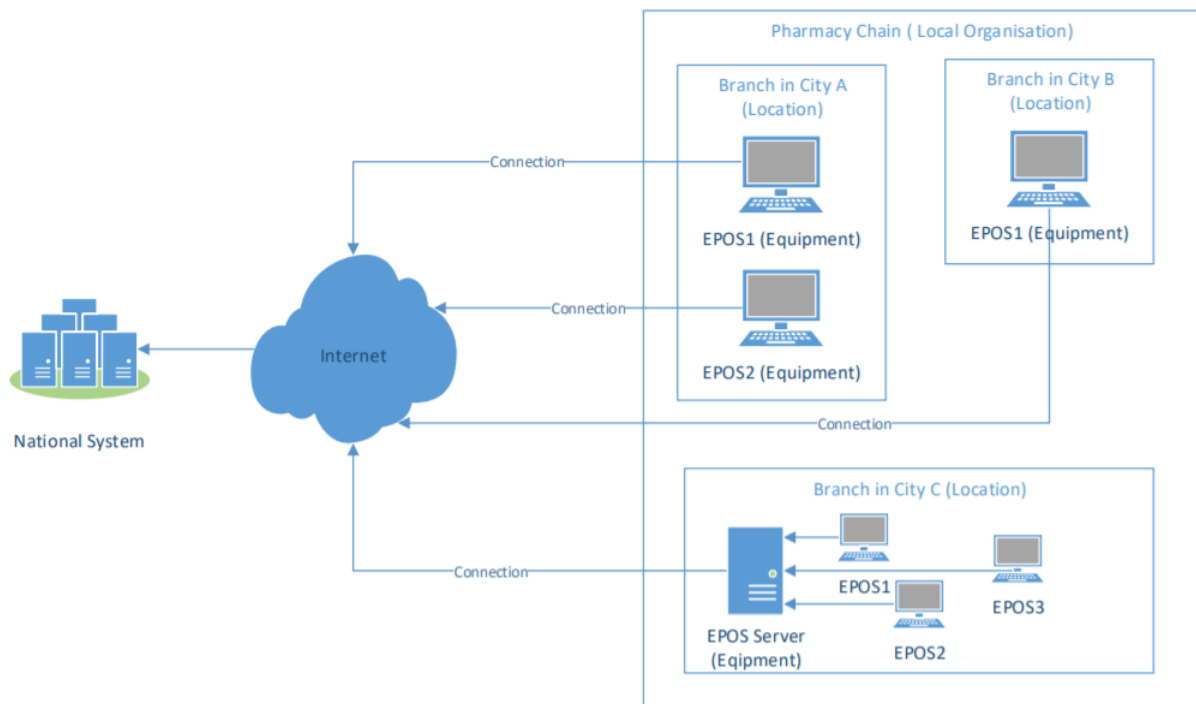 Pharmacy Chain ( Local Organisation)
Branch in City A
(Location)
Branch in City B
(Location)
Connection
EPOS1 (Equipment)
EPOS1 (Equipment)
Connection
EPOS2 (Equipment)
Internet
National System
Connection
Branch in City C (Location)
Connection
EPOS1
EPOS3
EPOS Server
(Eqipment)
EPOS2